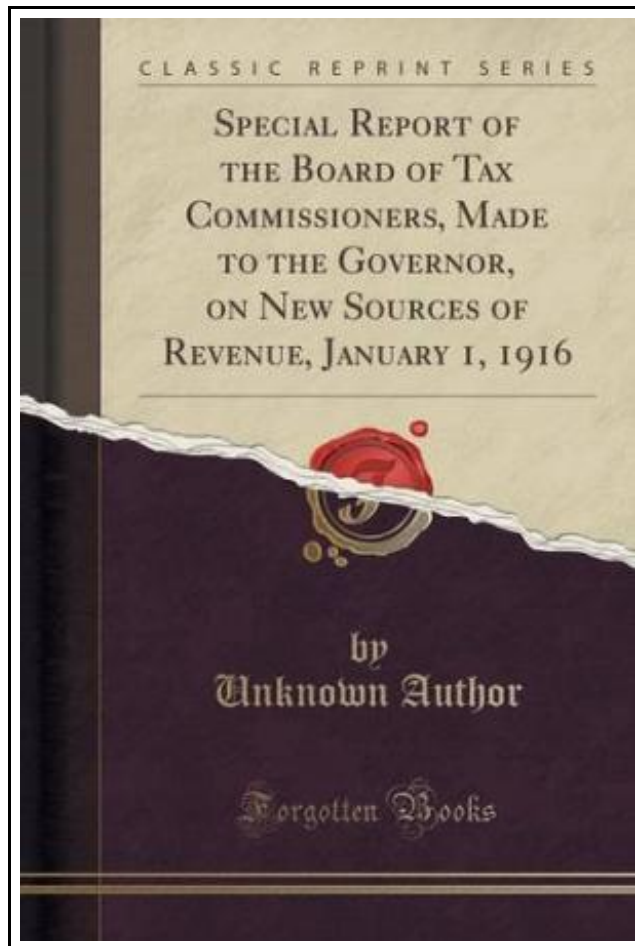 CLASSIC REPRINT SERIES
SPECIAL REPORT OF
THE BOARD OF TAX
COMMISSIONERS, MADE
TO THE GOVERNOR,
ON NEW SOURCES OF
REVENUE, JANUARY 1, 1916
F
by
Unknown Author
Forgotten Books